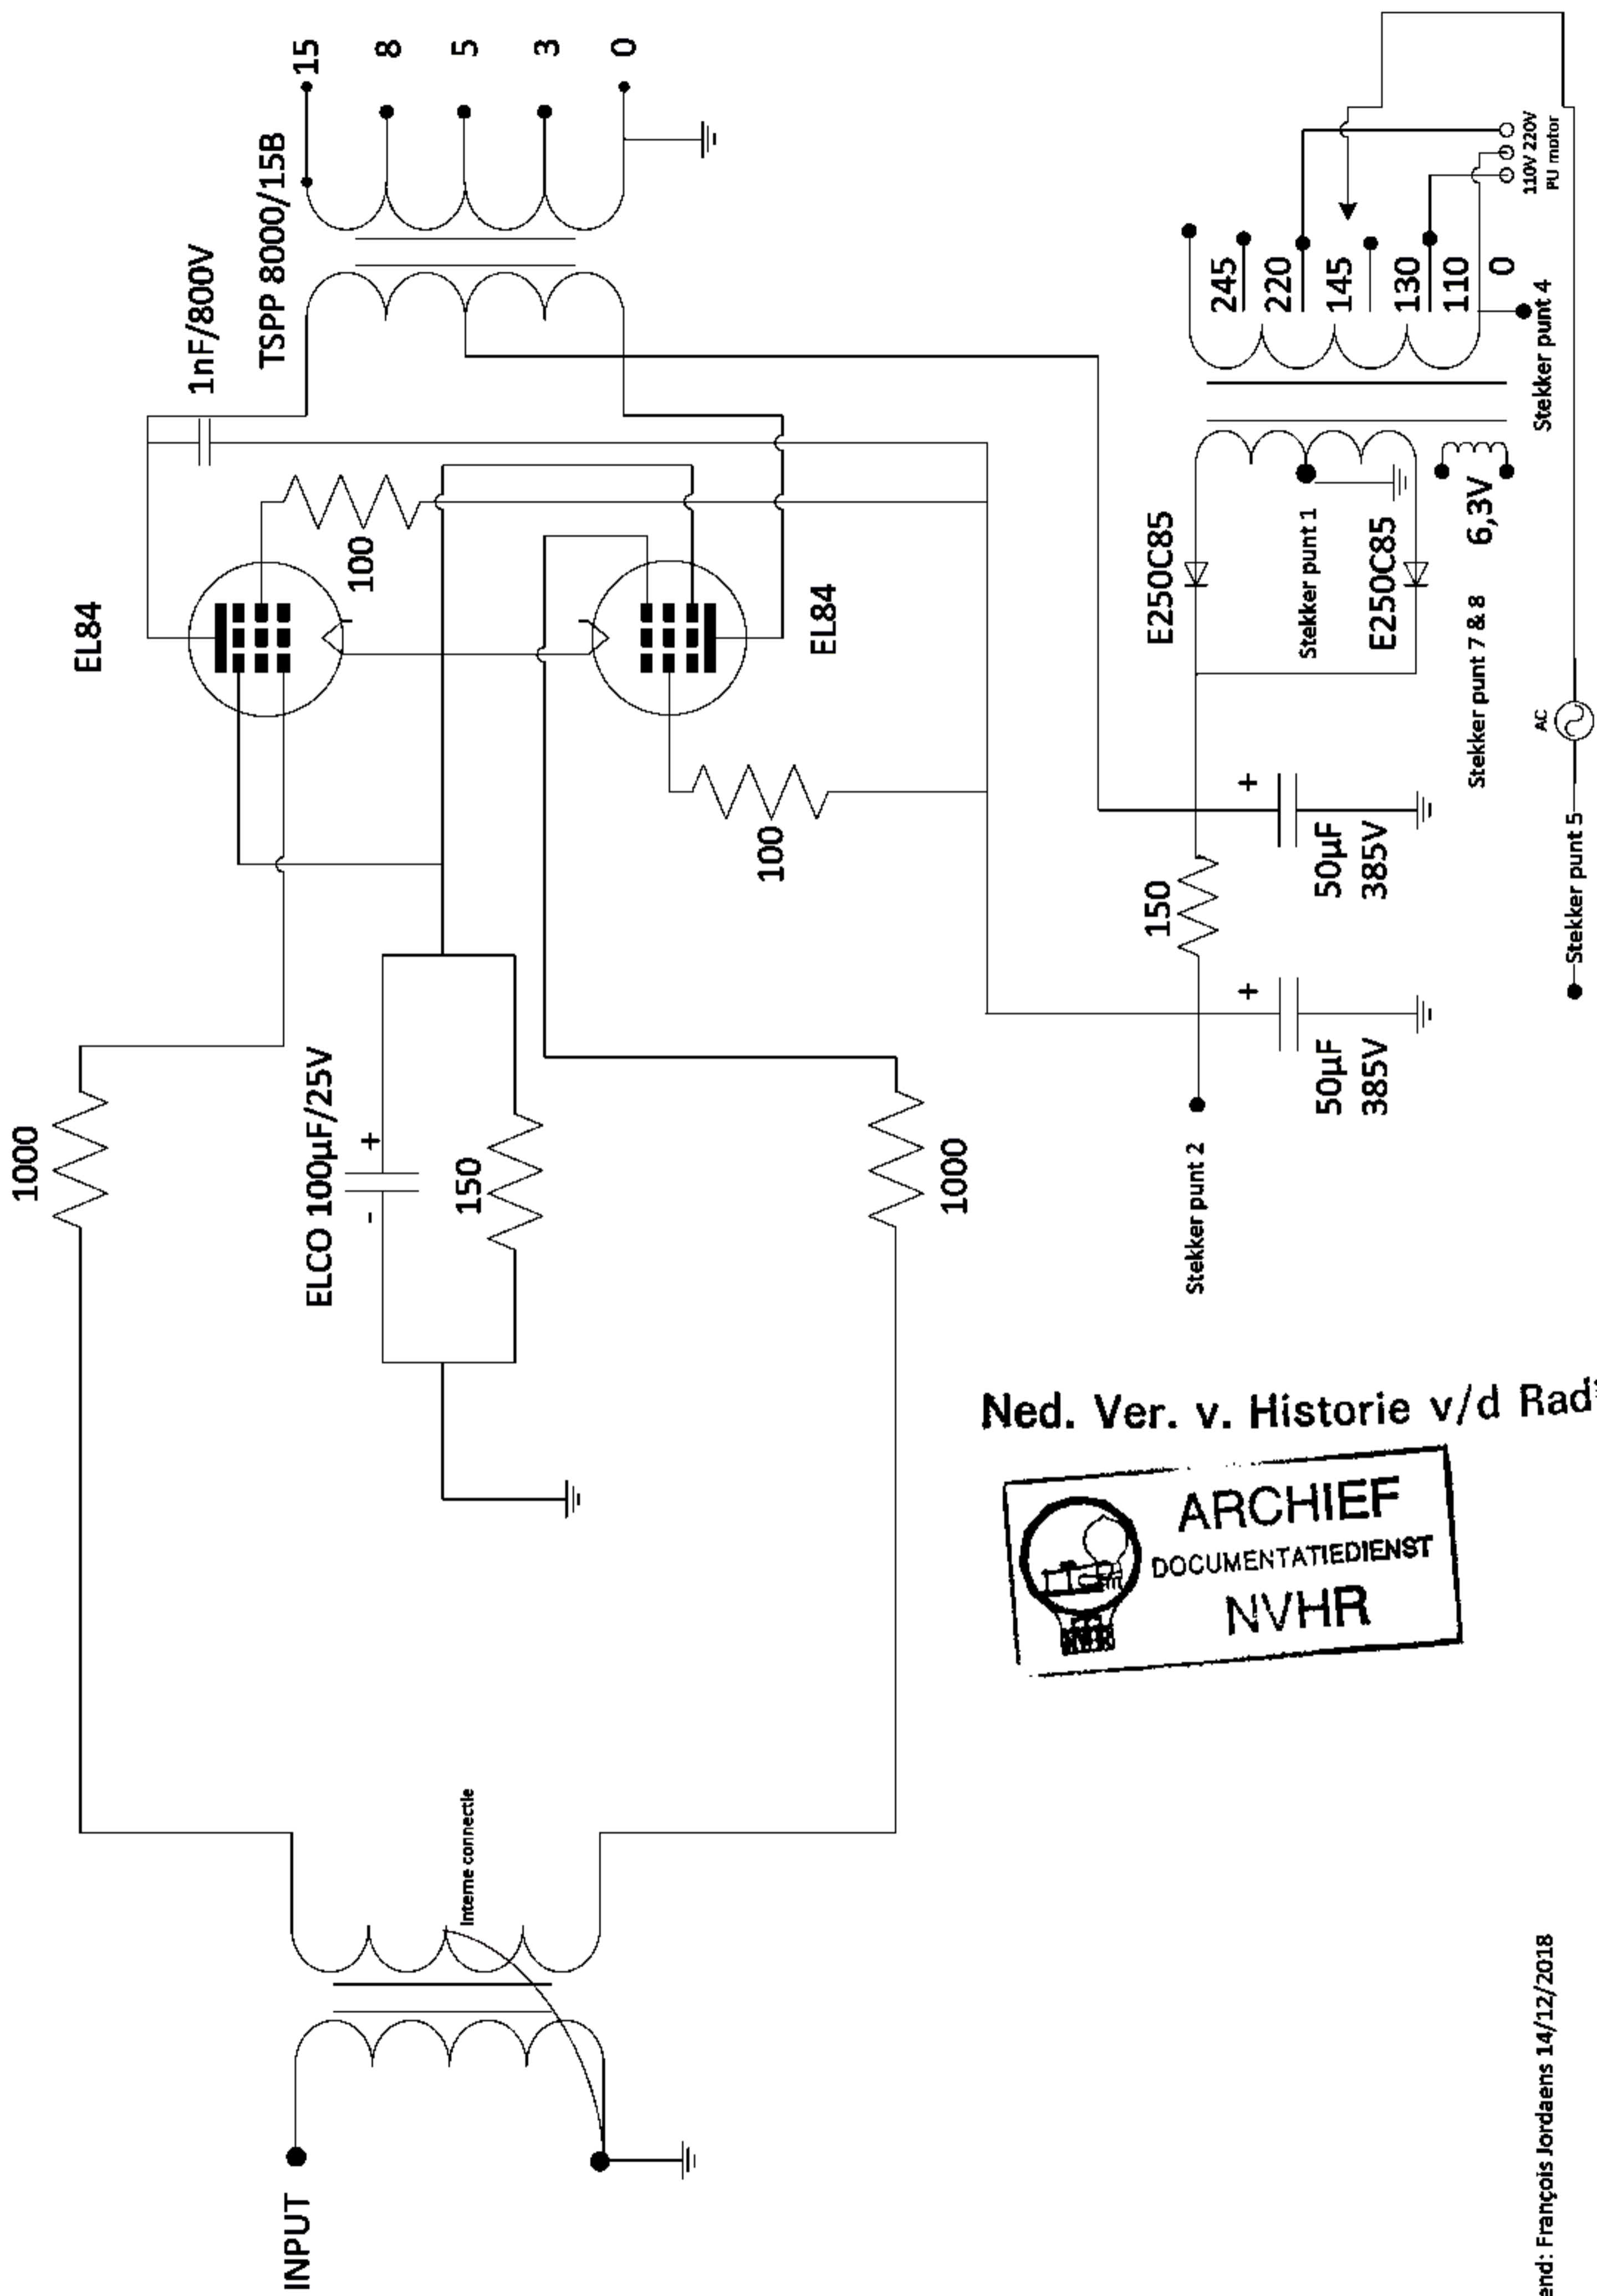 INPUT
Interne connectie
1000
ELCO 100µF/25V
-
+
150
1000
EL84
100
EL84
100
1nF/800V
TSPP 8000/15B
15
8
5
3
0
Stekker punt 2
150
+
50µF
385V
+
50µF
385V
E250C85
Stekker punt 1
E250C85
6,3V
Stekker punt 7 & 8
245
220
145
130
110
0
Stekker punt 4
110V 220V
PU motor
AC
Stekker punt 5
Ned. Ver. v. Historie v/d
ARCHIEF
DOCUMENTATIEDIENST
NVHR
François Jordaens 14/12/2018